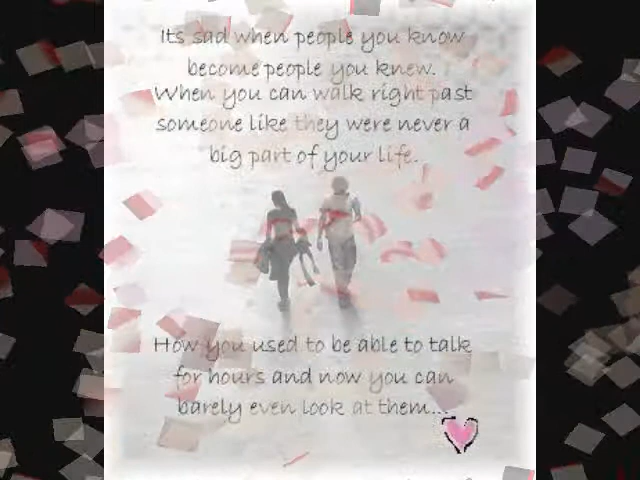 Its sad when people you know
become people you knew.
When you can walk right past
someone like they were never a
big part of your life.
How you used to be able to talk
for hours and now you can
barely even look at them...